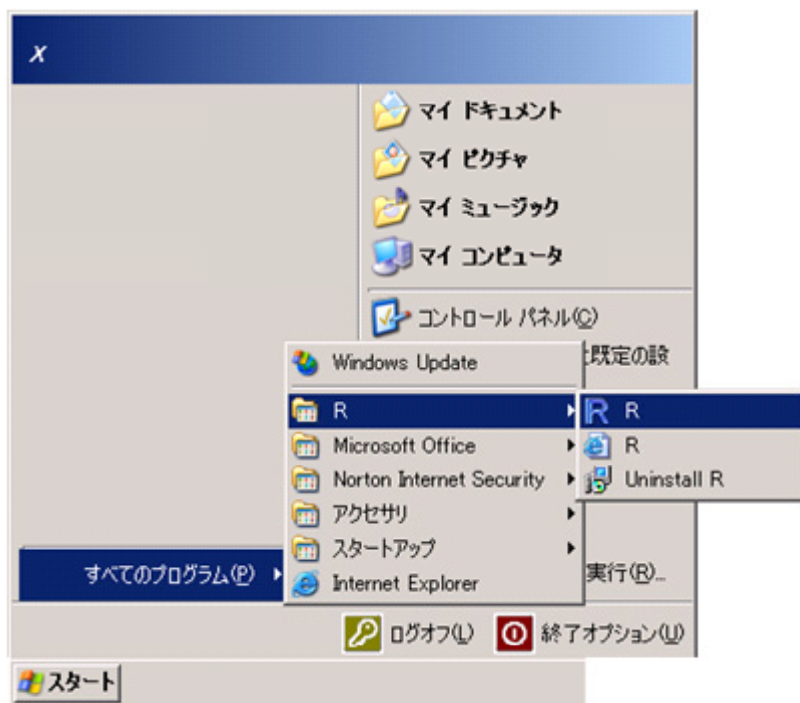 X
マイ ドキュメント
マイ ピクチャ
マイ ミュージック
マイ コンピュータ
コントロール パネル(C)
既定の設
Windows Update
R
Microsoft Office
Norton Internet Security
アクセサリ
スタートアップ
Internet Explorer
R
R
Uninstall R
すべてのプログラム(P)
実行(R)...
ログオフ(L)
終了オプション(U)
スタート